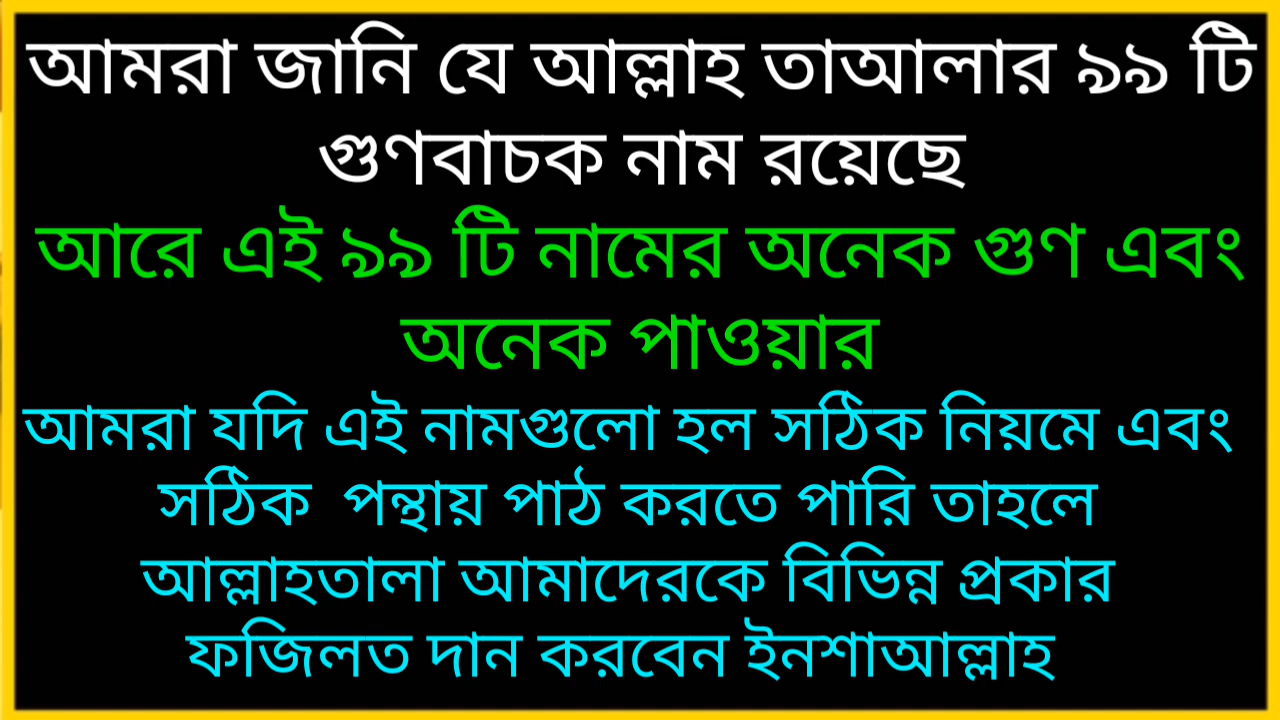 আমরা জানি যে আল্লাহ তাআলার ৯৯ টি
গুণবাচক নাম রয়েছে
আরে এই ৯৯ টি নামের অনেক গুণ এবং
অনেক পাওয়ার
আমরা যদি এই নামগুলো হল সঠিক নিয়মে এবং
সঠিক পন্থায় পাঠ করতে পারি তাহলে
আল্লাহতালা আমাদেরকে বিভিন্ন প্রকার
ফজিলত দান করবেন ইনশাআল্লাহ